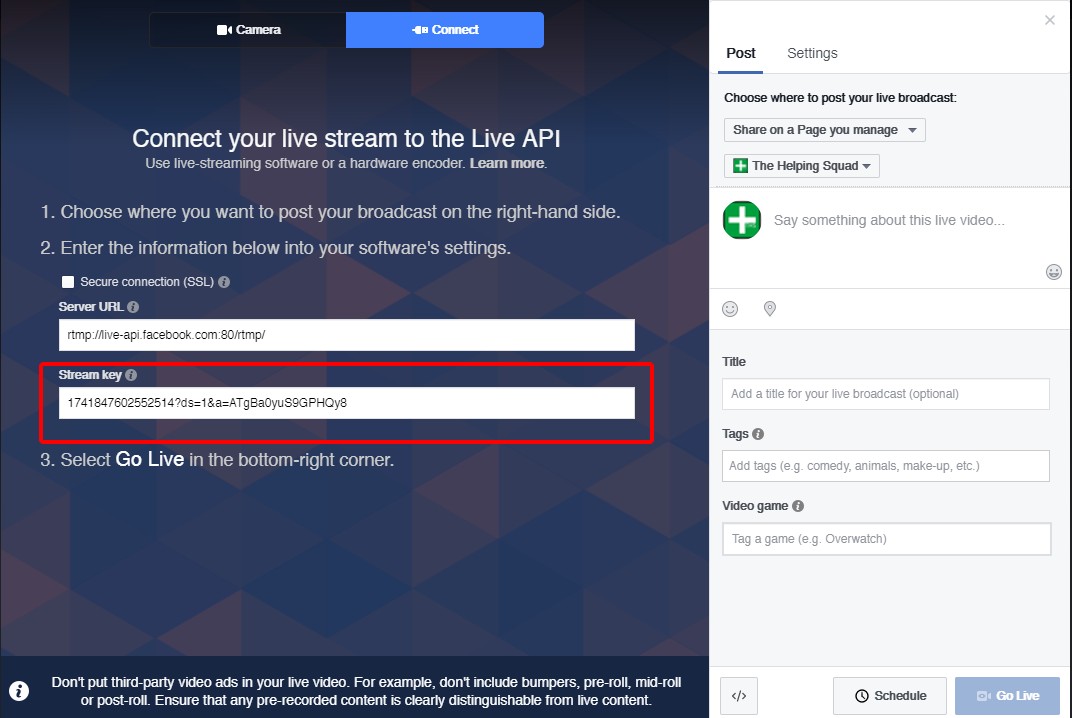 Camera
Connect
Connect your live stream to the Live API
Use live-streaming software or a hardware encoder. Learn more.
1. Choose where you want to post your broadcast on the right-hand side.
2. Enter the information below into your software's settings.
Secure connection (SSL)
Server URL
rtmp://live-api.facebook.com:80/rtmp/
Stream key
1741847602552514?ds=1&a=ATgBa0yuS9GPHQy8
3. Select Go Live in the bottom-right corner.
Don't put third-party video ads in your live video. For example, don't include bumpers, pre-roll, mid-roll
or post-roll. Ensure that any pre-recorded content is clearly distinguishable from live content.
Post
Settings
Choose where to post your live broadcast:
Share on a Page you manage
The Helping Squad
Say something about this live video...
Title
Add a title for your live broadcast (optional)
Tags
Add tags (e.g. comedy, animals, make-up, etc.)
Video game
Tag a game (e.g. Overwatch)
</>
Schedule
Go Live